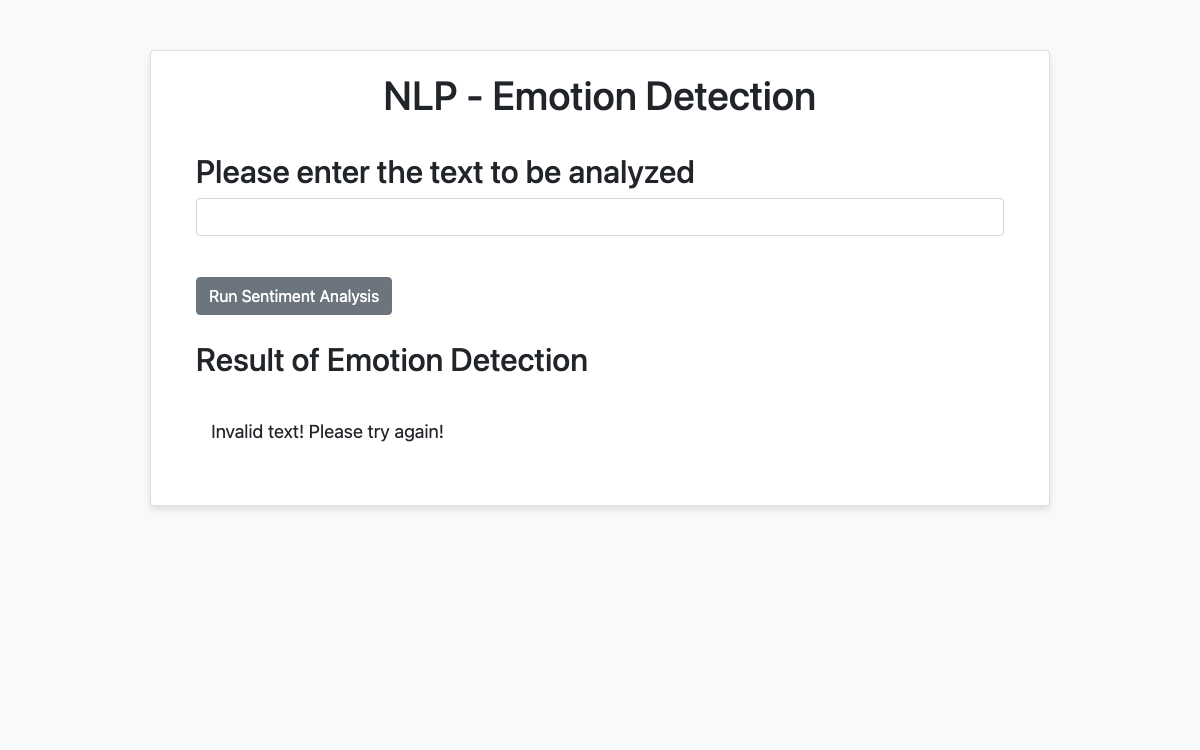 NLP - Emotion Detection
Please enter the text to be analyzed
Run Sentiment Analysis
Result of Emotion Detection
Invalid text! Please try again!